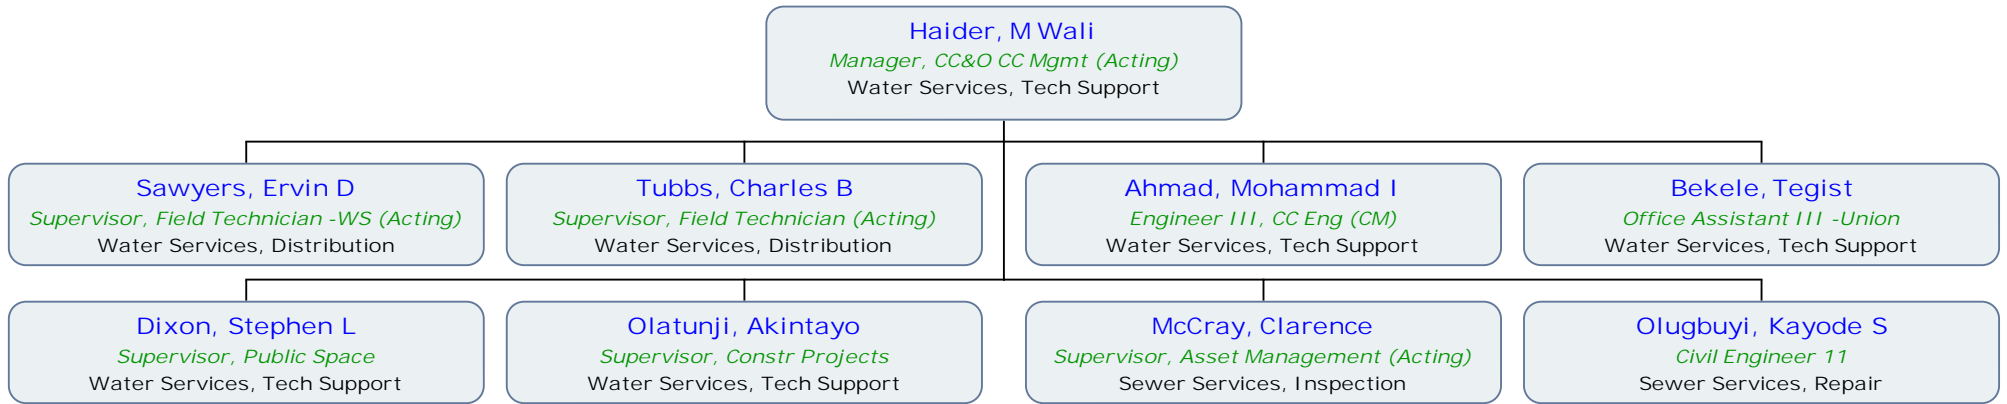 Haider, M Wali
Manager, CC&O CC Mgmt (Acting)
Water Services, Tech Support
Sawyers, Ervin D
Supervisor, Field Technician -WS (Acting)
Water Services, Distribution
Tubbs, Charles B
Supervisor, Field Technician (Acting)
Water Services, Distribution
Ahmad, Mohammad I
Engineer III, CC Eng (CM)
Water Services, Tech Support
Bekele, Tegist
Office Assistant III -Union
Water Services, Tech Support
Dixon, Stephen L
Supervisor, Public Space
Water Services, Tech Support
Olatunji, Akintayo
Supervisor, Constr Projects
Water Services, Tech Support
McCray, Clarence
Supervisor, Asset Management (Acting)
Sewer Services, Inspection
Olugbuyi, Kayode S
Civil Engineer 11
Sewer Services, Repair